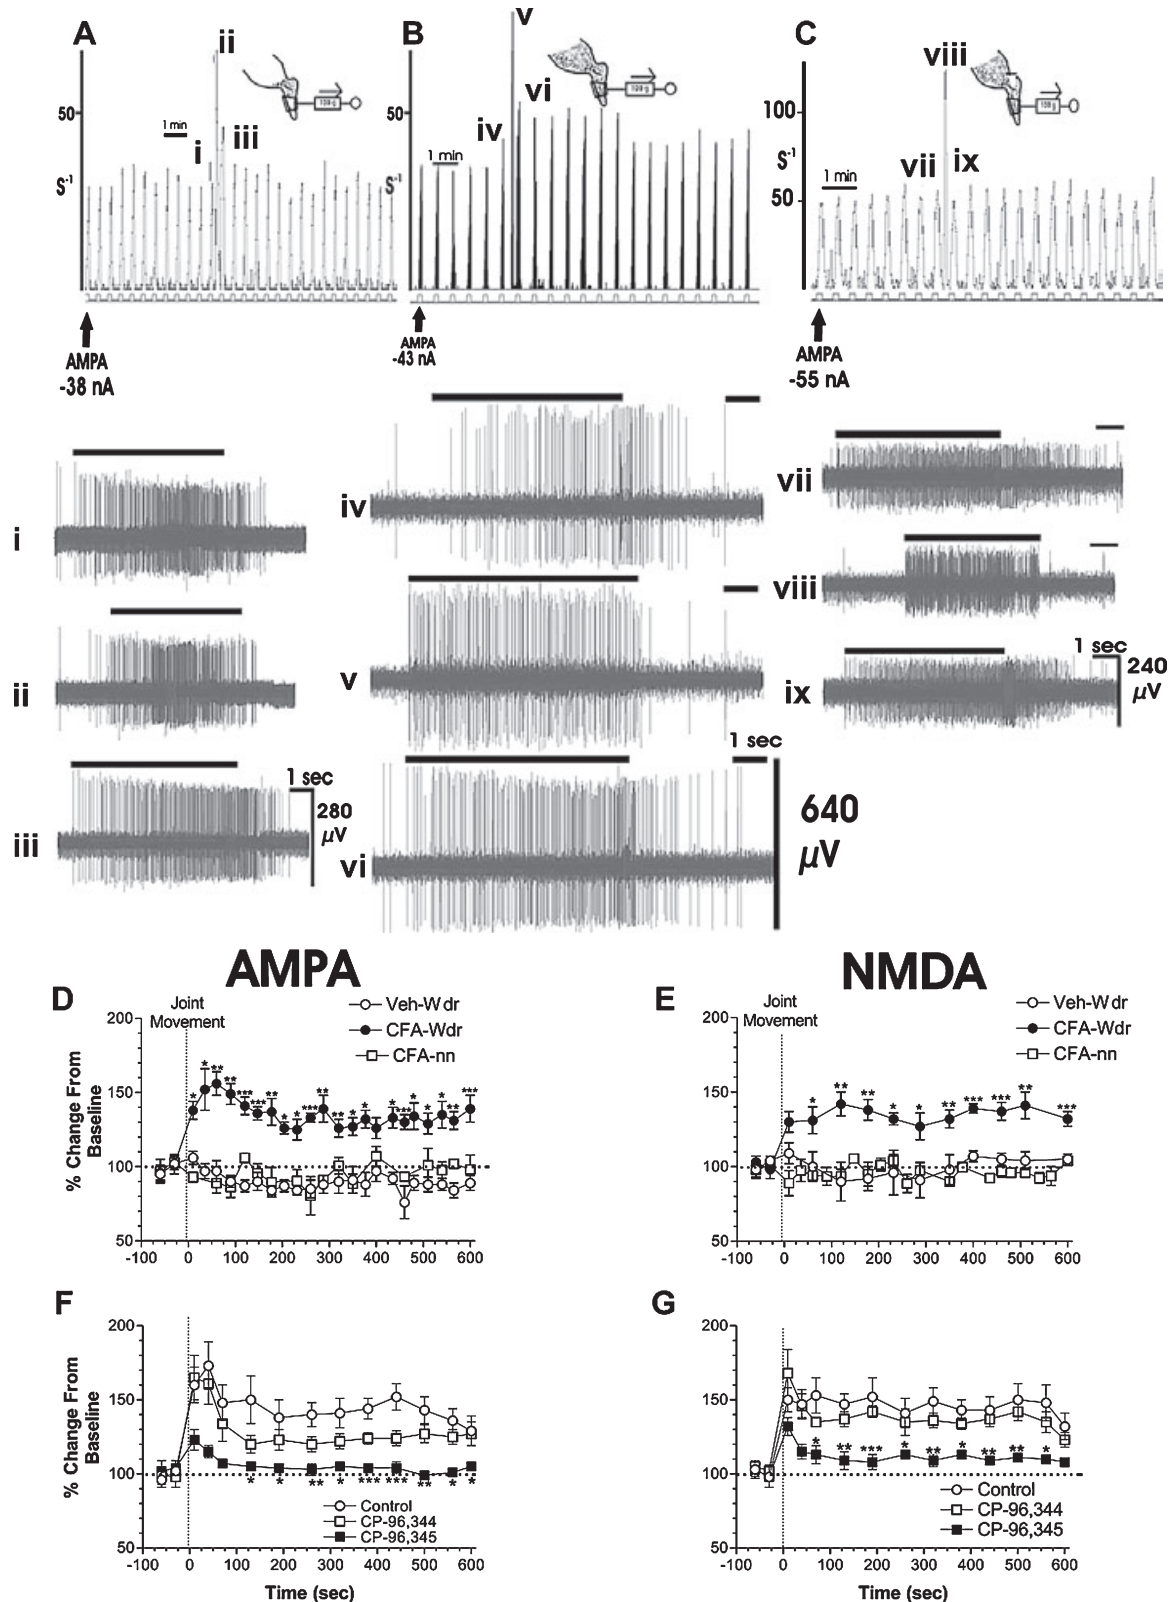 A
ii
50
1 min
i
iii
S-1
AMPA
-38 nA
B
v
50
vi
iv
1 min
S-1
AMPA
-43 nA
C
viii
100
S-1
vii
ix
1 min
50
AMPA
-55 nA
i
ii
iii
1 sec
280
µV
iv
v
vi
1 sec
640
µV
vii
viii
ix
1 sec
240
µV
AMPA
NMDA
D
Joint
Movement
Veh-Wdr
CFA-Wdr
CFA-nn
200
150
100
50
% Change From
Baseline
* * ** ** *** *** ** * * *** ** ** * * * *** * * ** ***
-100 0 100 200 300 400 500 600
E
Joint
Movement
Veh-Wdr
CFA-Wdr
CFA-nn
200
150
100
50
* ** ** * * ** *** *** ** ***
-100 0 100 200 300 400 500 600
F
200
150
100
50
% Change From
Baseline
* * ** * *** *** ** * *
Control
CP-96,344
CP-96,345
-100 0 100 200 300 400 500 600
Time (sec)
G
200
150
100
50
* ** *** * ** * ** ** *
Control
CP-96,344
CP-96,345
-100 0 100 200 300 400 500 600
Time (sec)